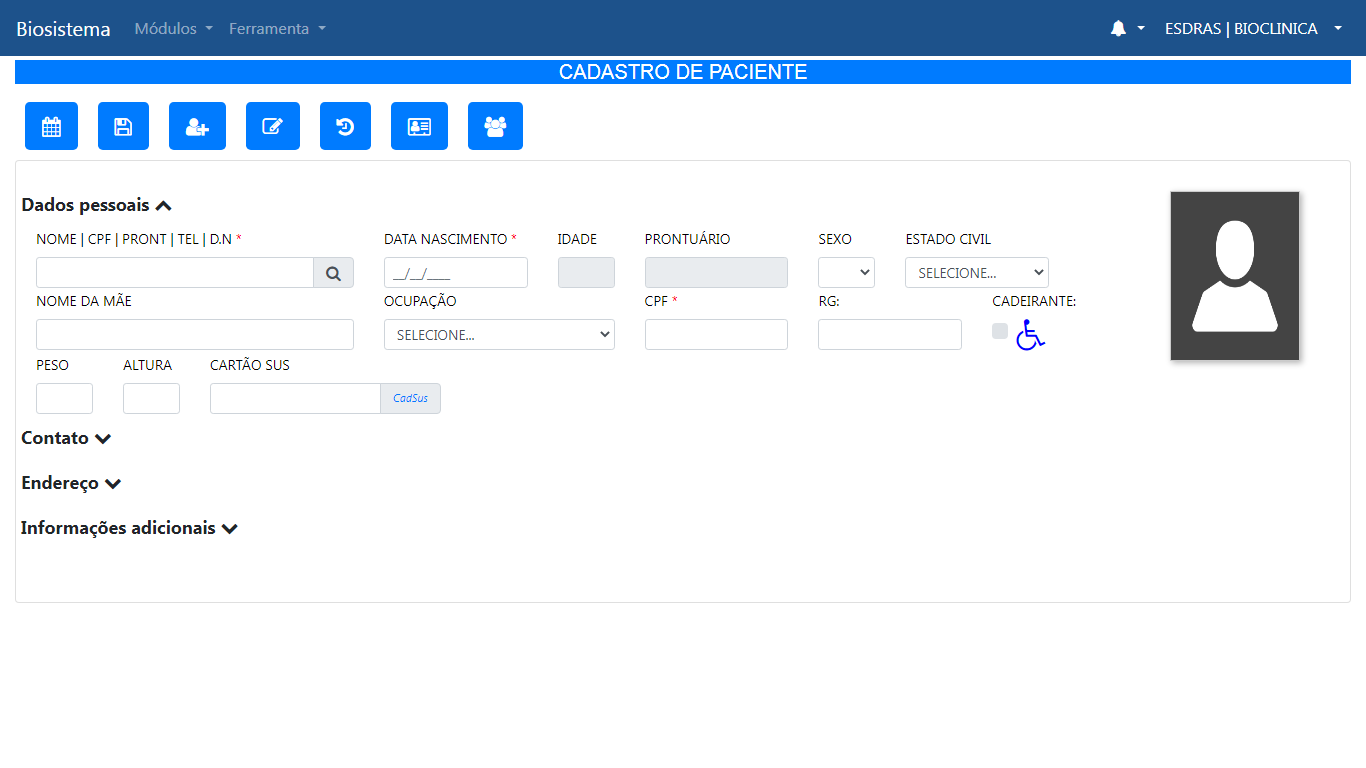 Biosistema Módulos Ferramenta ESDRAS | BIOCLINICA
CADASTRO DE PACIENTE
Dados pessoais
NOME | CPF | PRONT | TEL | D.N * DATA NASCIMENTO * IDADE PRONTUÁRIO SEXO ESTADO CIVIL
__/__/____ SELECIONE...
NOME DA MÃE OCUPAÇÃO CPF * RG: CADEIRANTE:
SELECIONE...
PESO ALTURA CARTÃO SUS
CadSus
Contato
Endereço
Informações adicionais